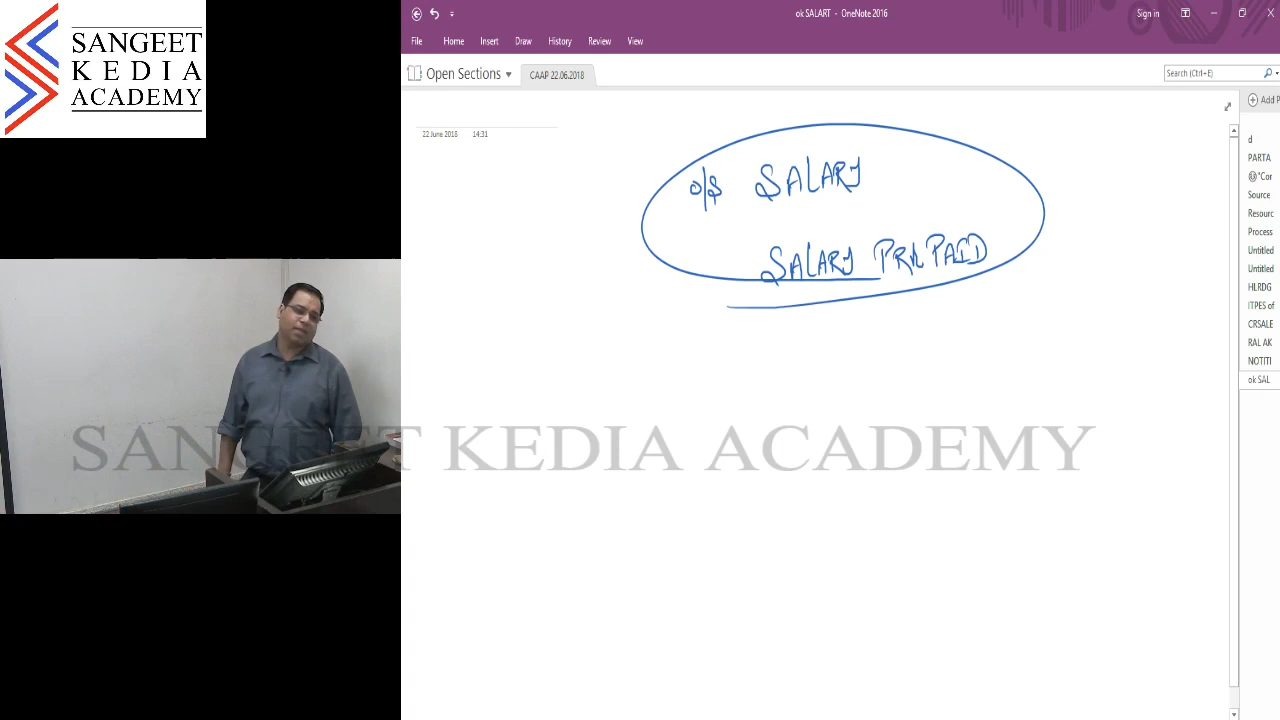 SANGEET
KEDIA
ACADEMY
ok SALART - OneNote 2016
Sign in
File Home Insert Draw History Review View
Open Sections CAAP 22.06.2018
Search (Ctrl+E)
Add P
22 June 2018 14:31
O/S SALARY
SALARY PREPAID
d
PARTA
"Cor
Source
Resourc
Process
Untitled
Untitled
HLRDG
ITPES of
CRSALE
RAL AK
NOTITI
ok SAL
SANGEET KEDIA ACADEMY